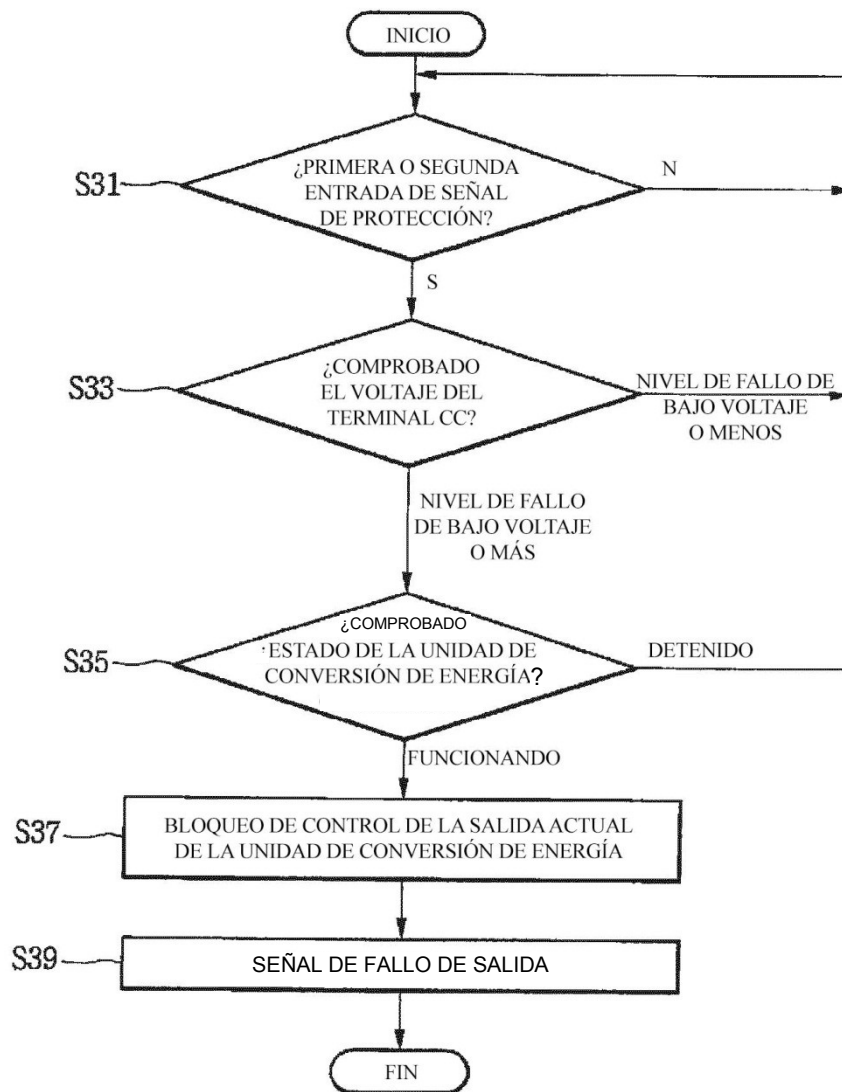 INICIO
S31
¿PRIMERA O SEGUNDA
ENTRADA DE SEÑAL
DE PROTECCIÓN?
N
S
S33
¿COMPROBADO
EL VOLTAJE DEL
TERMINAL CC?
NIVEL DE FALLO DE
BAJO VOLTAJE
O MENOS
NIVEL DE FALLO
DE BAJO VOLTAJE
O MÁS
S35
¿COMPROBADO
ESTADO DE LA UNIDAD DE
CONVERSIÓN DE ENERGÍA?
DETENIDO
FUNCIONANDO
S37
BLOQUEO DE CONTROL DE LA SALIDA ACTUAL
DE LA UNIDAD DE CONVERSIÓN DE ENERGÍA
S39
SEÑAL DE FALLO DE SALIDA
FIN